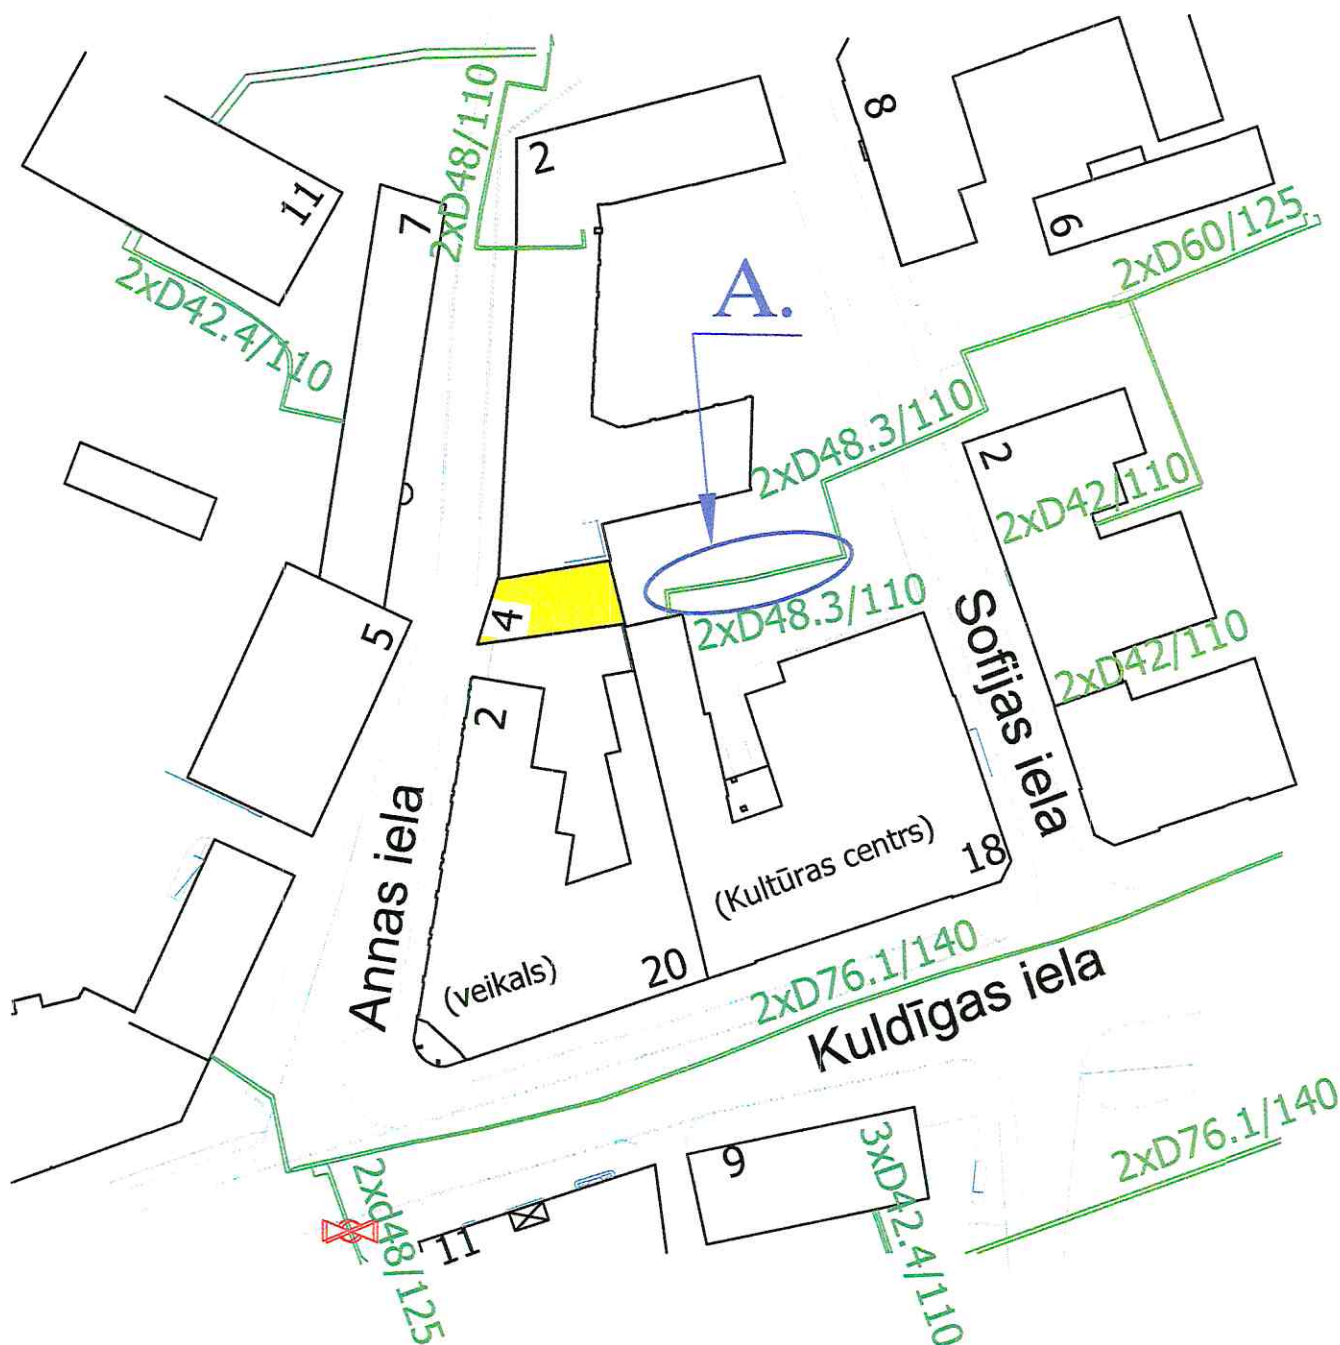 2xD48/110
11
7
2
8
6
2xD60/125
2xD42.4/110
A.
2xD48.3/110
2
2xD42/110
4
5
2xD48.3/110
Sofijas iela
2xD42/110
2
Annas iela
(Kultūras centrs)
18
(veikals)
20
2xD76.1/140
Kuldīgas iela
2xd48/125
11
9
3xD42.4/110
2xD76.1/140